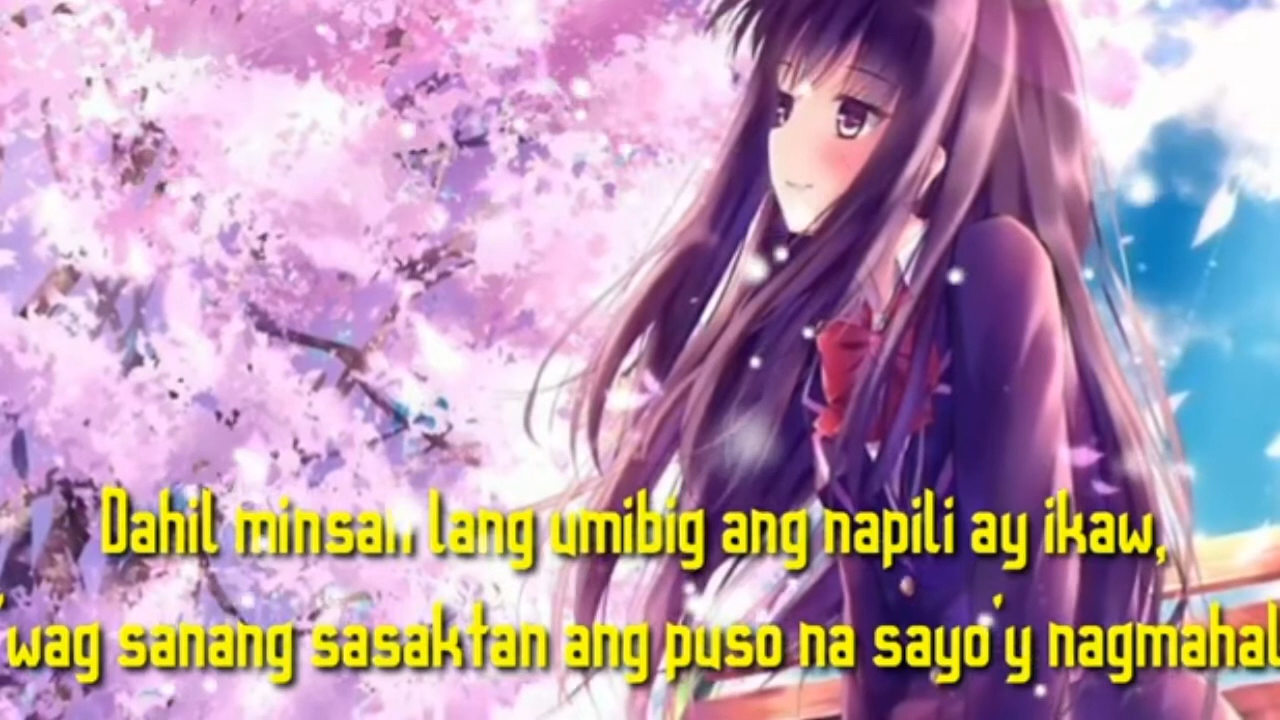 Dahil minsan lang umibig ang napili ay ikaw,
'wag sanang sasaktan ang puso na sayo'y nagmahal